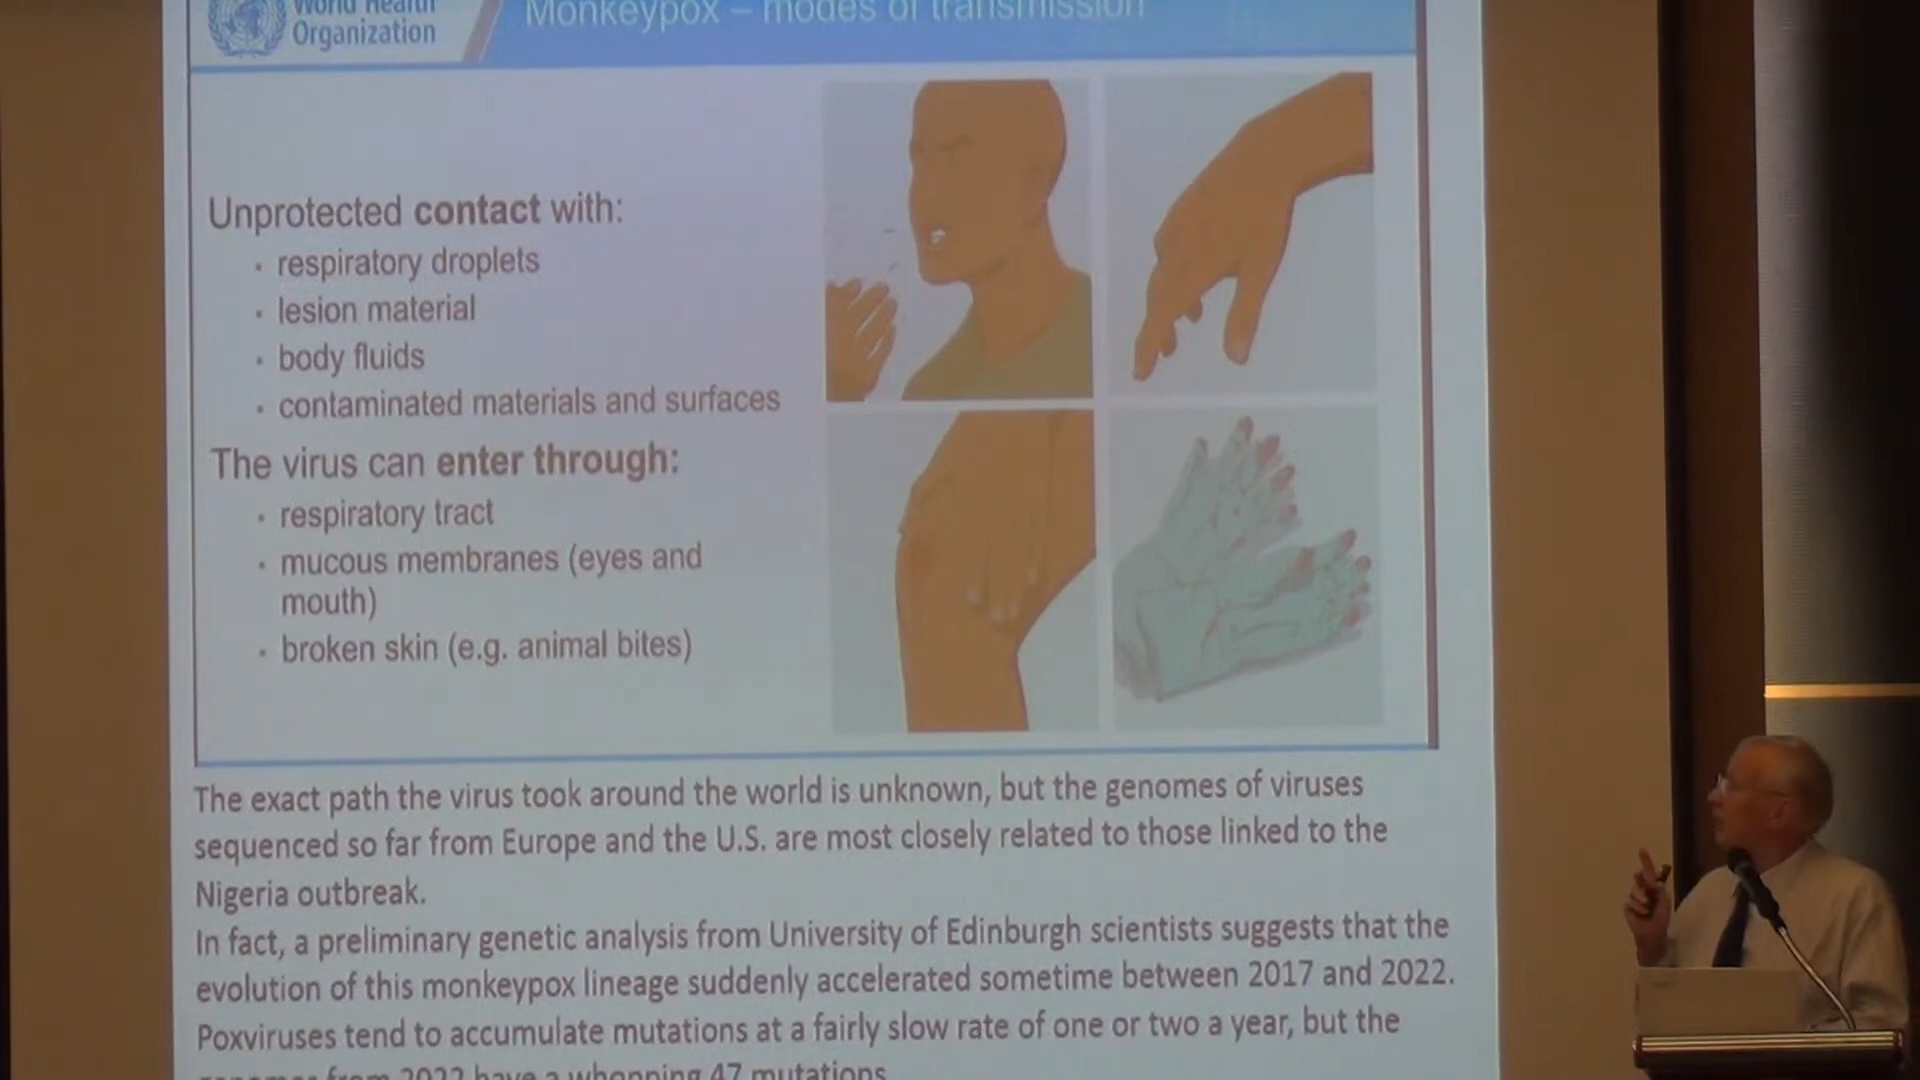 World Health
Organization
Monkeypox – modes of transmission
Unprotected contact with:
· respiratory droplets
· lesion material
· body fluids
· contaminated materials and surfaces
The virus can enter through:
· respiratory tract
· mucous membranes (eyes and
mouth)
· broken skin (e.g. animal bites)
The exact path the virus took around the world is unknown, but the genomes of viruses
sequenced so far from Europe and the U.S. are most closely related to those linked to the
Nigeria outbreak.
In fact, a preliminary genetic analysis from University of Edinburgh scientists suggests that the
evolution of this monkeypox lineage suddenly accelerated sometime between 2017 and 2022.
Poxviruses tend to accumulate mutations at a fairly slow rate of one or two a year, but the
genomes from 2022 have a whopping 47 mutations